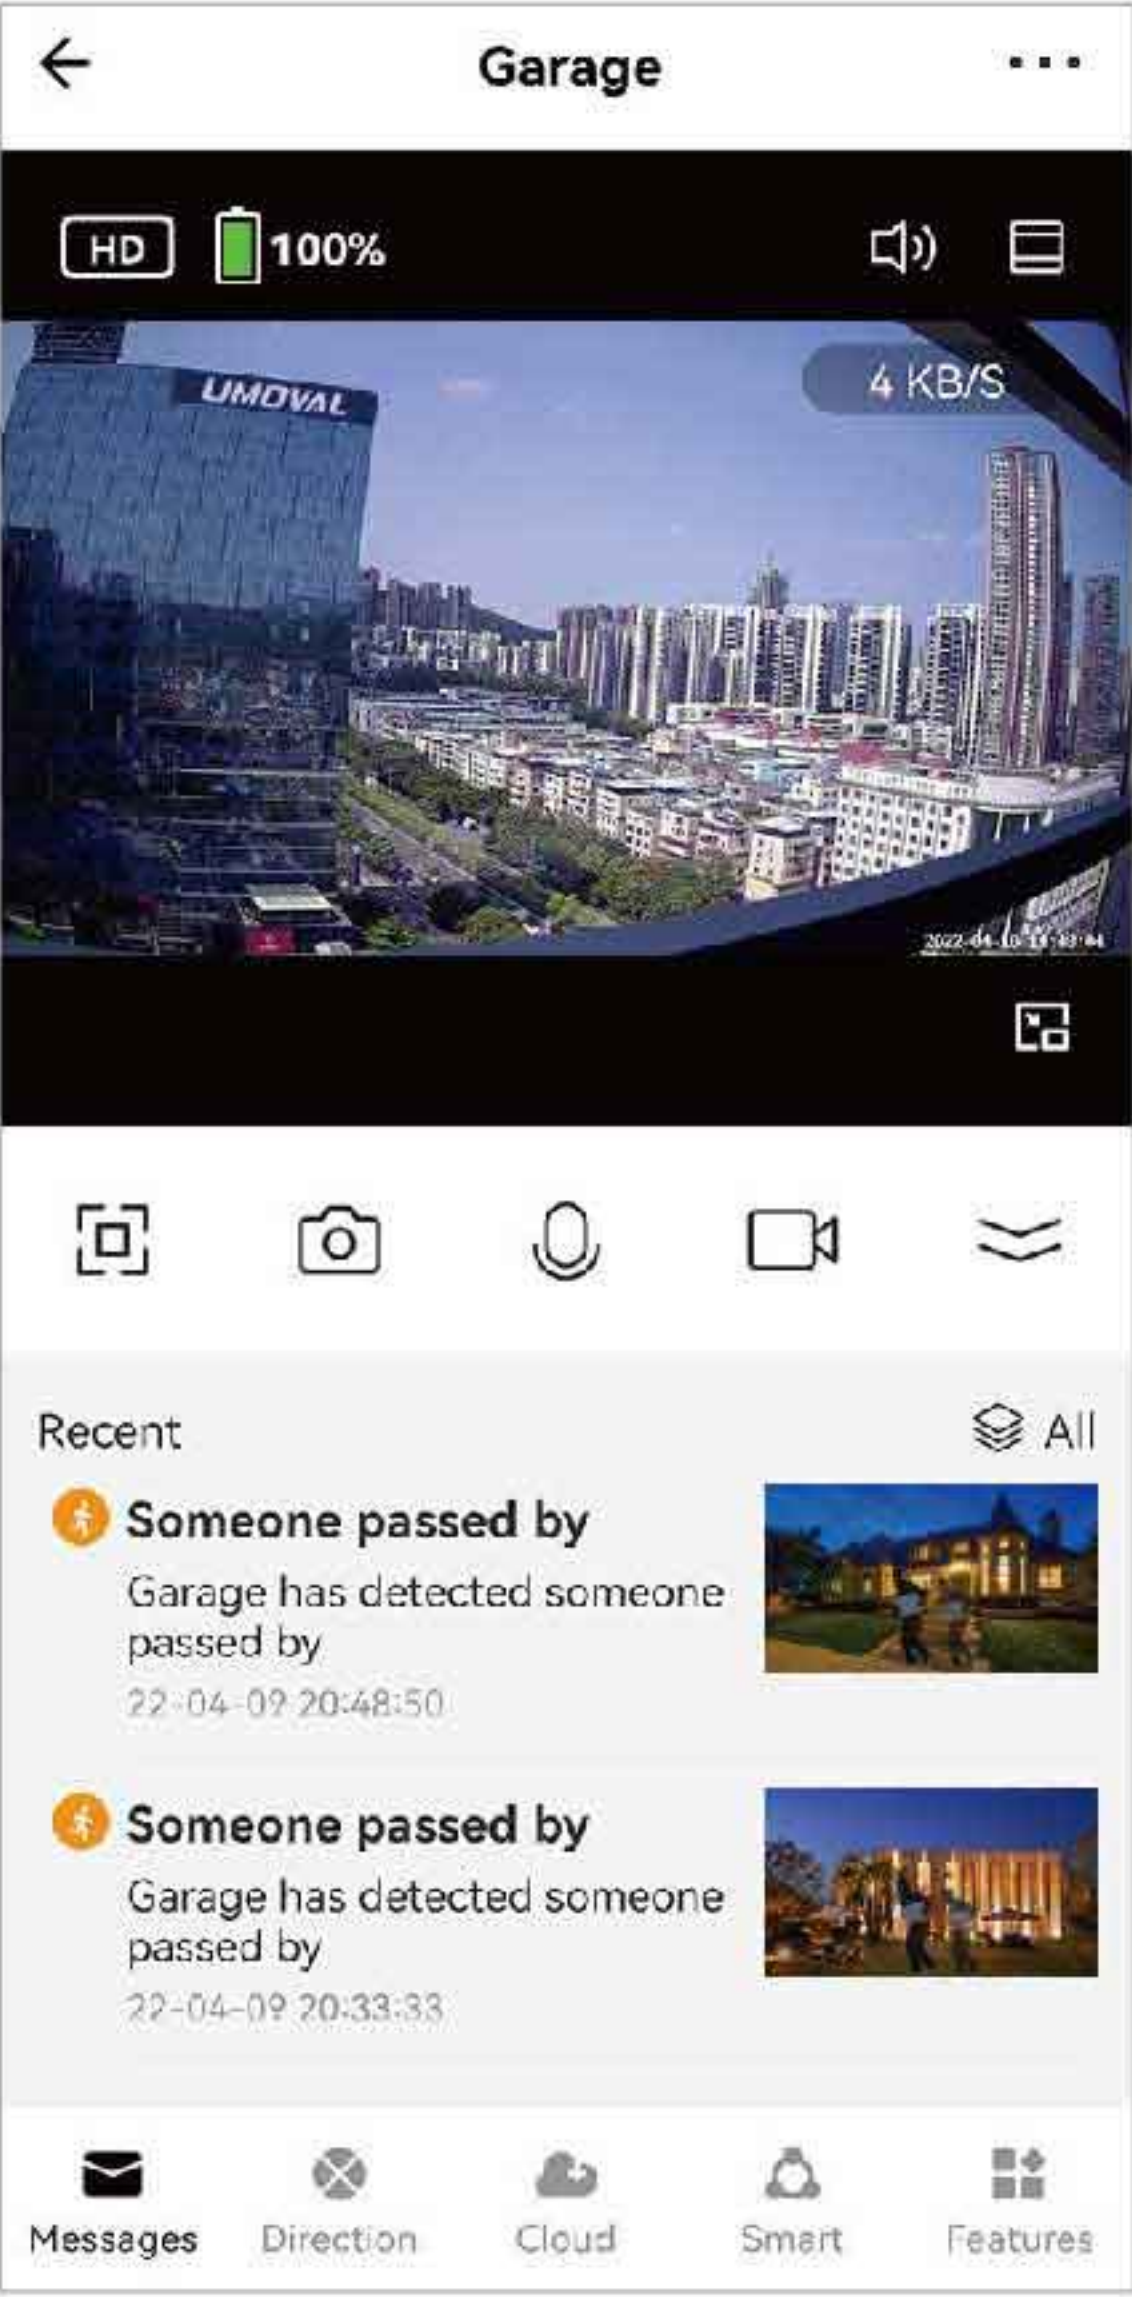 Garage
HD 100%
UMOVAL
4 KB/S
Recent
All
Someone passed by
Garage has detected someone
passed by
22-04-09 20:48:50
Someone passed by
Garage has detected someone
passed by
22-04-09 20:33:33
Messages
Direction
Cloud
Smart
Features